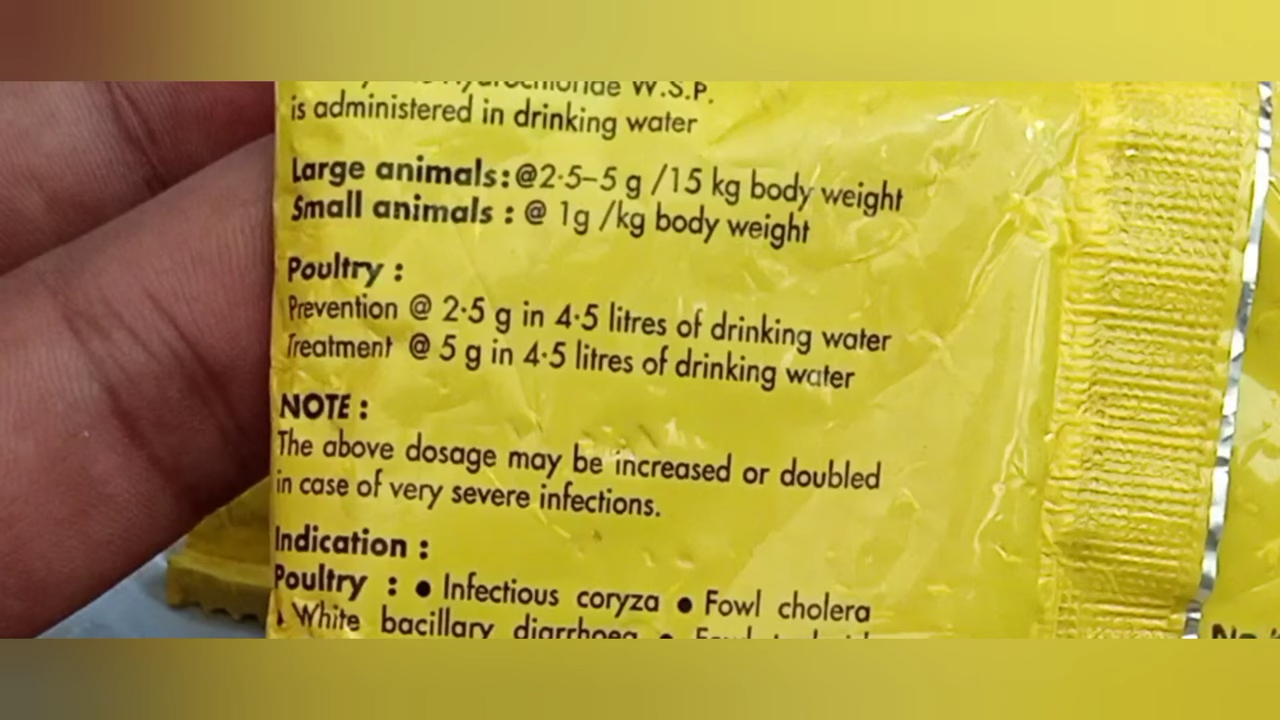 W.S.P.
is administered in drinking water
Large animals:@2·5–5 g /15 kg body weight
Small animals : @ 1g /kg body weight
Poultry :
Prevention @ 2·5 g in 4·5 litres of drinking water
Treatment @ 5 g in 4·5 litres of drinking water
NOTE :
The above dosage may be increased or doubled
in case of very severe infections.
Indication :
Poultry : • Infectious coryza • Fowl cholera
White bacillary diarrhoea •